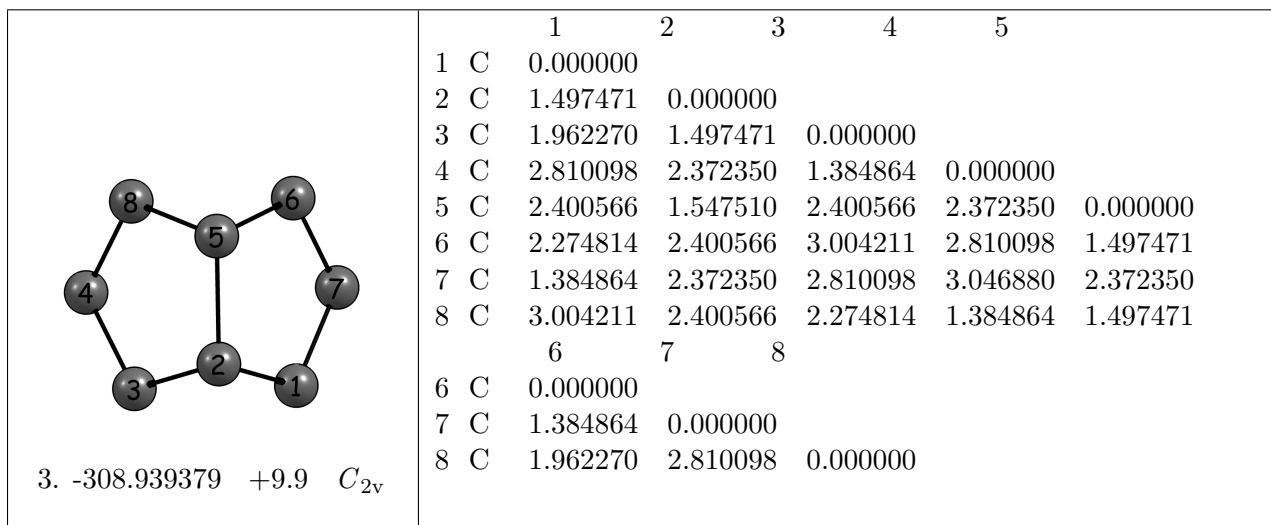 1 2 3 4 5
1 C 0.000000
2 C 1.497471 0.000000
3 C 1.962270 1.497471 0.000000
4 C 2.810098 2.372350 1.384864 0.000000
5 C 2.400566 1.547510 2.400566 2.372350 0.000000
6 C 2.274814 2.400566 3.004211 2.810098 1.497471
7 C 1.384864 2.372350 2.810098 3.046880 2.372350
8 C 3.004211 2.400566 2.274814 1.384864 1.497471
6 7 8
6 C 0.000000
7 C 1.384864 0.000000
8 C 1.962270 2.810098 0.000000
8 6
5
4 7
2
3 1
3. -308.939379 +9.9 C2v